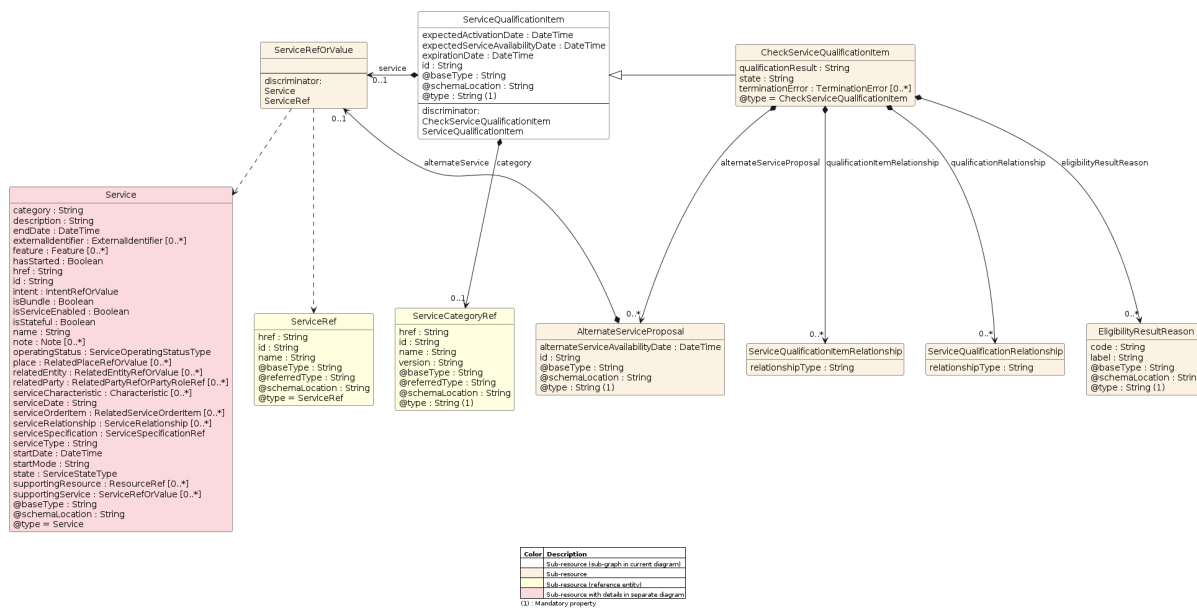 ServiceQualificationItem
expectedActivationDate : DateTime
expectedServiceAvailabilityDate : DateTime
expirationDate : DateTime
id : String
@baseType : String
@schemaLocation : String
@type : String (1)
discriminator:
CheckServiceQualificationItem
ServiceQualificationItem
ServiceRefOrValue
discriminator:
Service
ServiceRef
service
0..1
CheckServiceQualificationItem
qualificationResult : String
state : String
terminationError : TerminationError [0..*]
@type = CheckServiceQualificationItem
0..1
alternateService
category
alternateServiceProposal
qualificationItemRelationship
qualificationRelationship
eligibilityResultReason
Service
category : String
description : String
endDate : DateTime
externalIdentifier : ExternalIdentifier [0..*]
feature : Feature [0..*]
hasStarted : Boolean
href : String
id : String
intent : IntentRefOrValue
isBundle : Boolean
isServiceEnabled : Boolean
isStateful : Boolean
name : String
note : Note [0..*]
operatingStatus : ServiceOperatingStatusType
place : RelatedPlaceRefOrValue [0..*]
relatedEntity : RelatedEntityRefOrValue [0..*]
relatedParty : RelatedPartyRefOrPartyRoleRef [0..*]
serviceCharacteristic : Characteristic [0..*]
serviceDate : String
serviceOrderItem : RelatedServiceOrderItem [0..*]
serviceRelationship : ServiceRelationship [0..*]
serviceSpecification : ServiceSpecificationRef
serviceType : String
startDate : DateTime
startMode : String
state : ServiceStateType
supportingResource : ResourceRef [0..*]
supportingService : ServiceRefOrValue [0..*]
@baseType : String
@schemaLocation : String
@type = Service
ServiceRef
href : String
id : String
name : String
@baseType : String
@referredType : String
@schemaLocation : String
@type = ServiceRef
0..1
ServiceCategoryRef
href : String
id : String
name : String
version : String
@baseType : String
@referredType : String
@schemaLocation : String
@type : String (1)
0..*
AlternateServiceProposal
alternateServiceAvailabilityDate : DateTime
id : String
@baseType : String
@schemaLocation : String
@type : String (1)
0..*
ServiceQualificationItemRelationship
relationshipType : String
0..*
ServiceQualificationRelationship
relationshipType : String
0..*
EligibilityResultReason
code : String
label : String
@baseType : String
@schemaLocation : String
@type : String (1)
Color Description
Sub-resource (sub-graph in current diagram)
Sub-resource
Sub-resource (reference entity)
Sub-resource with details in separate diagram
(1) : Mandatory property